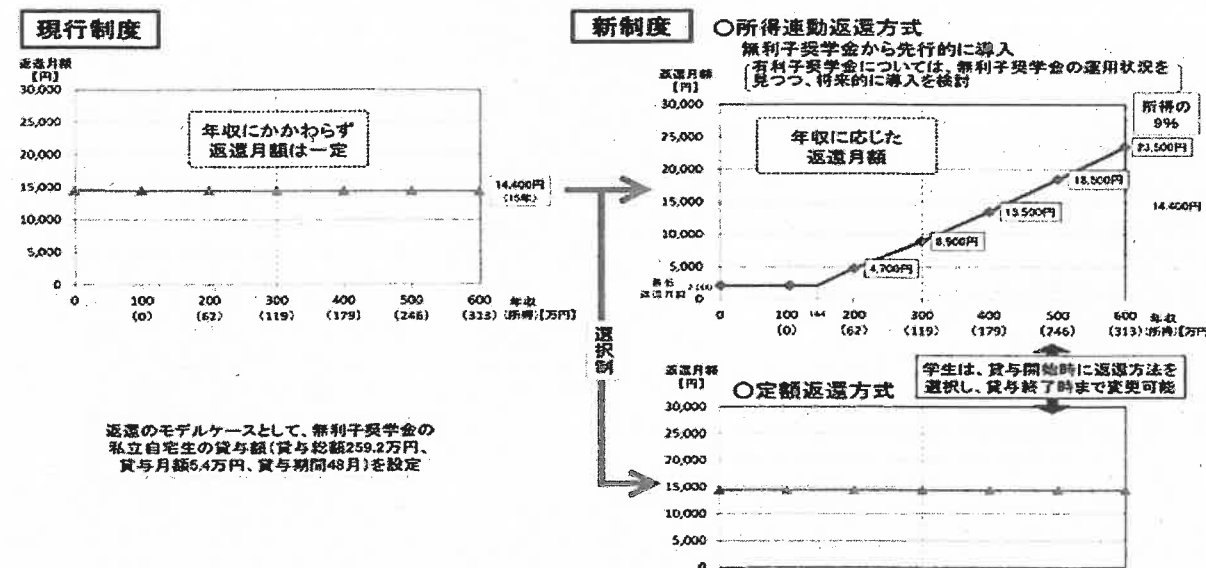 現行制度
返還月額
[円]
30,000
25,000
20,000
15,000
10,000
5,000
0
年収にかかわらず
返還月額は一定
14,400円
(15年)
0 100 200 300 400 500 600 年収
(0) (62) (119) (179) (246) (313) (所得)[万円]
返還のモデルケースとして、無利子奨学金の
私立自宅生の貸与額(貸与総額259.2万円、
貸与月額5.4万円、貸与期間48月)を設定
選択制
新制度
○所得連動返還方式
無利子奨学金から先行的に導入
有利子奨学金については、無利子奨学金の運用状況を
見つつ、将来的に導入を検討
返還月額
[円]
30,000
25,000
20,000
15,000
10,000
5,000
最低
返還月額
2,000
0
年収に応じた
返還月額
所得の
9%
4,700円
8,900円
13,500円
18,500円
23,500円
14,400円
0 100 144 200 300 400 500 600 年収
(0) (62) (119) (179) (246) (313) (所得)[万円]
学生は、貸与開始時に返還方法を
選択し、貸与終了時まで変更可能
返還月額
[円]
○定額返還方式
30,000
25,000
20,000
15,000
10,000
5,000
0